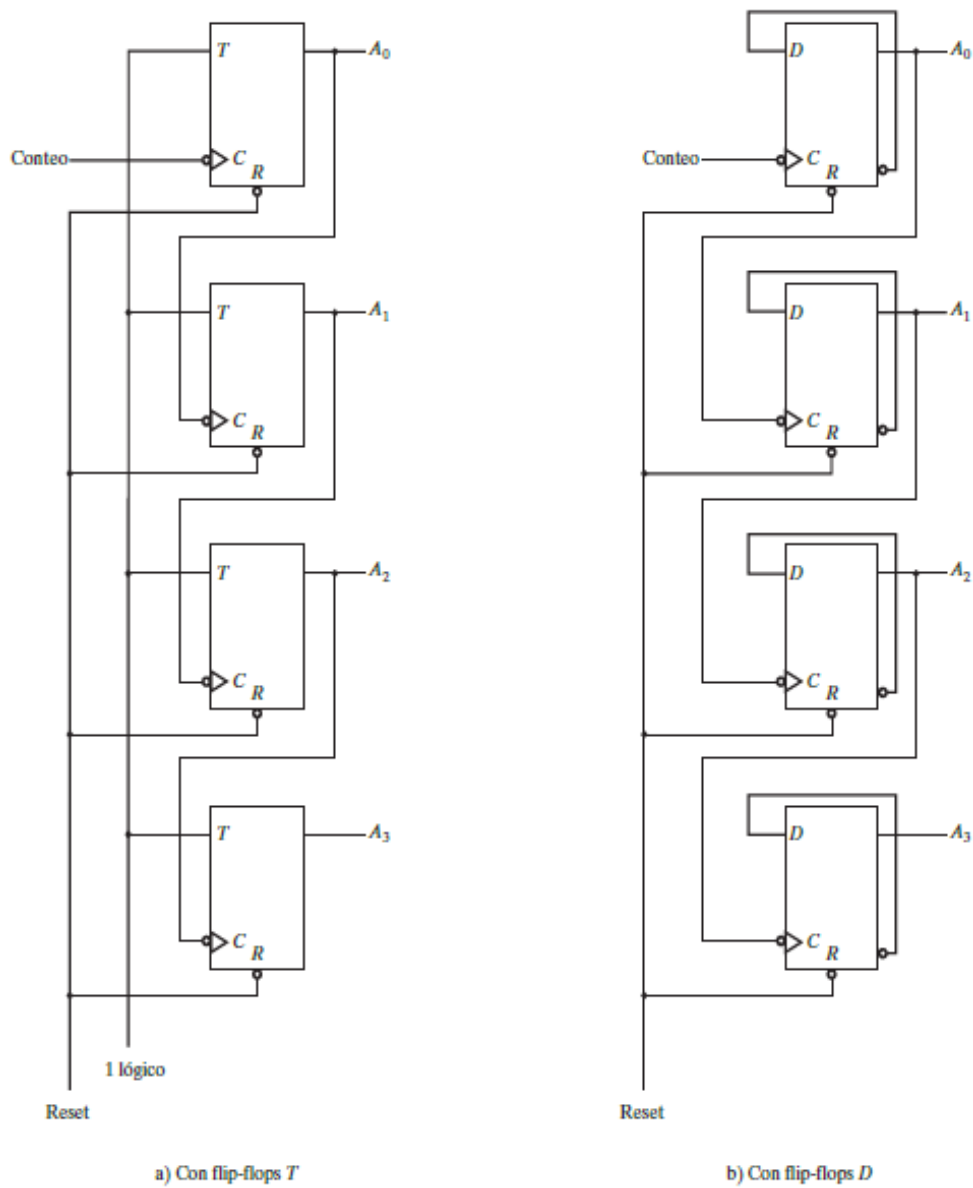 T
A0
Conteo
C
R
T
A1
C
R
T
A2
C
R
T
A3
C
R
1 lógico
Reset
a) Con flip-flops T
D
A0
Conteo
C
R
D
A1
C
R
D
A2
C
R
D
A3
C
R
Reset
b) Con flip-flops D